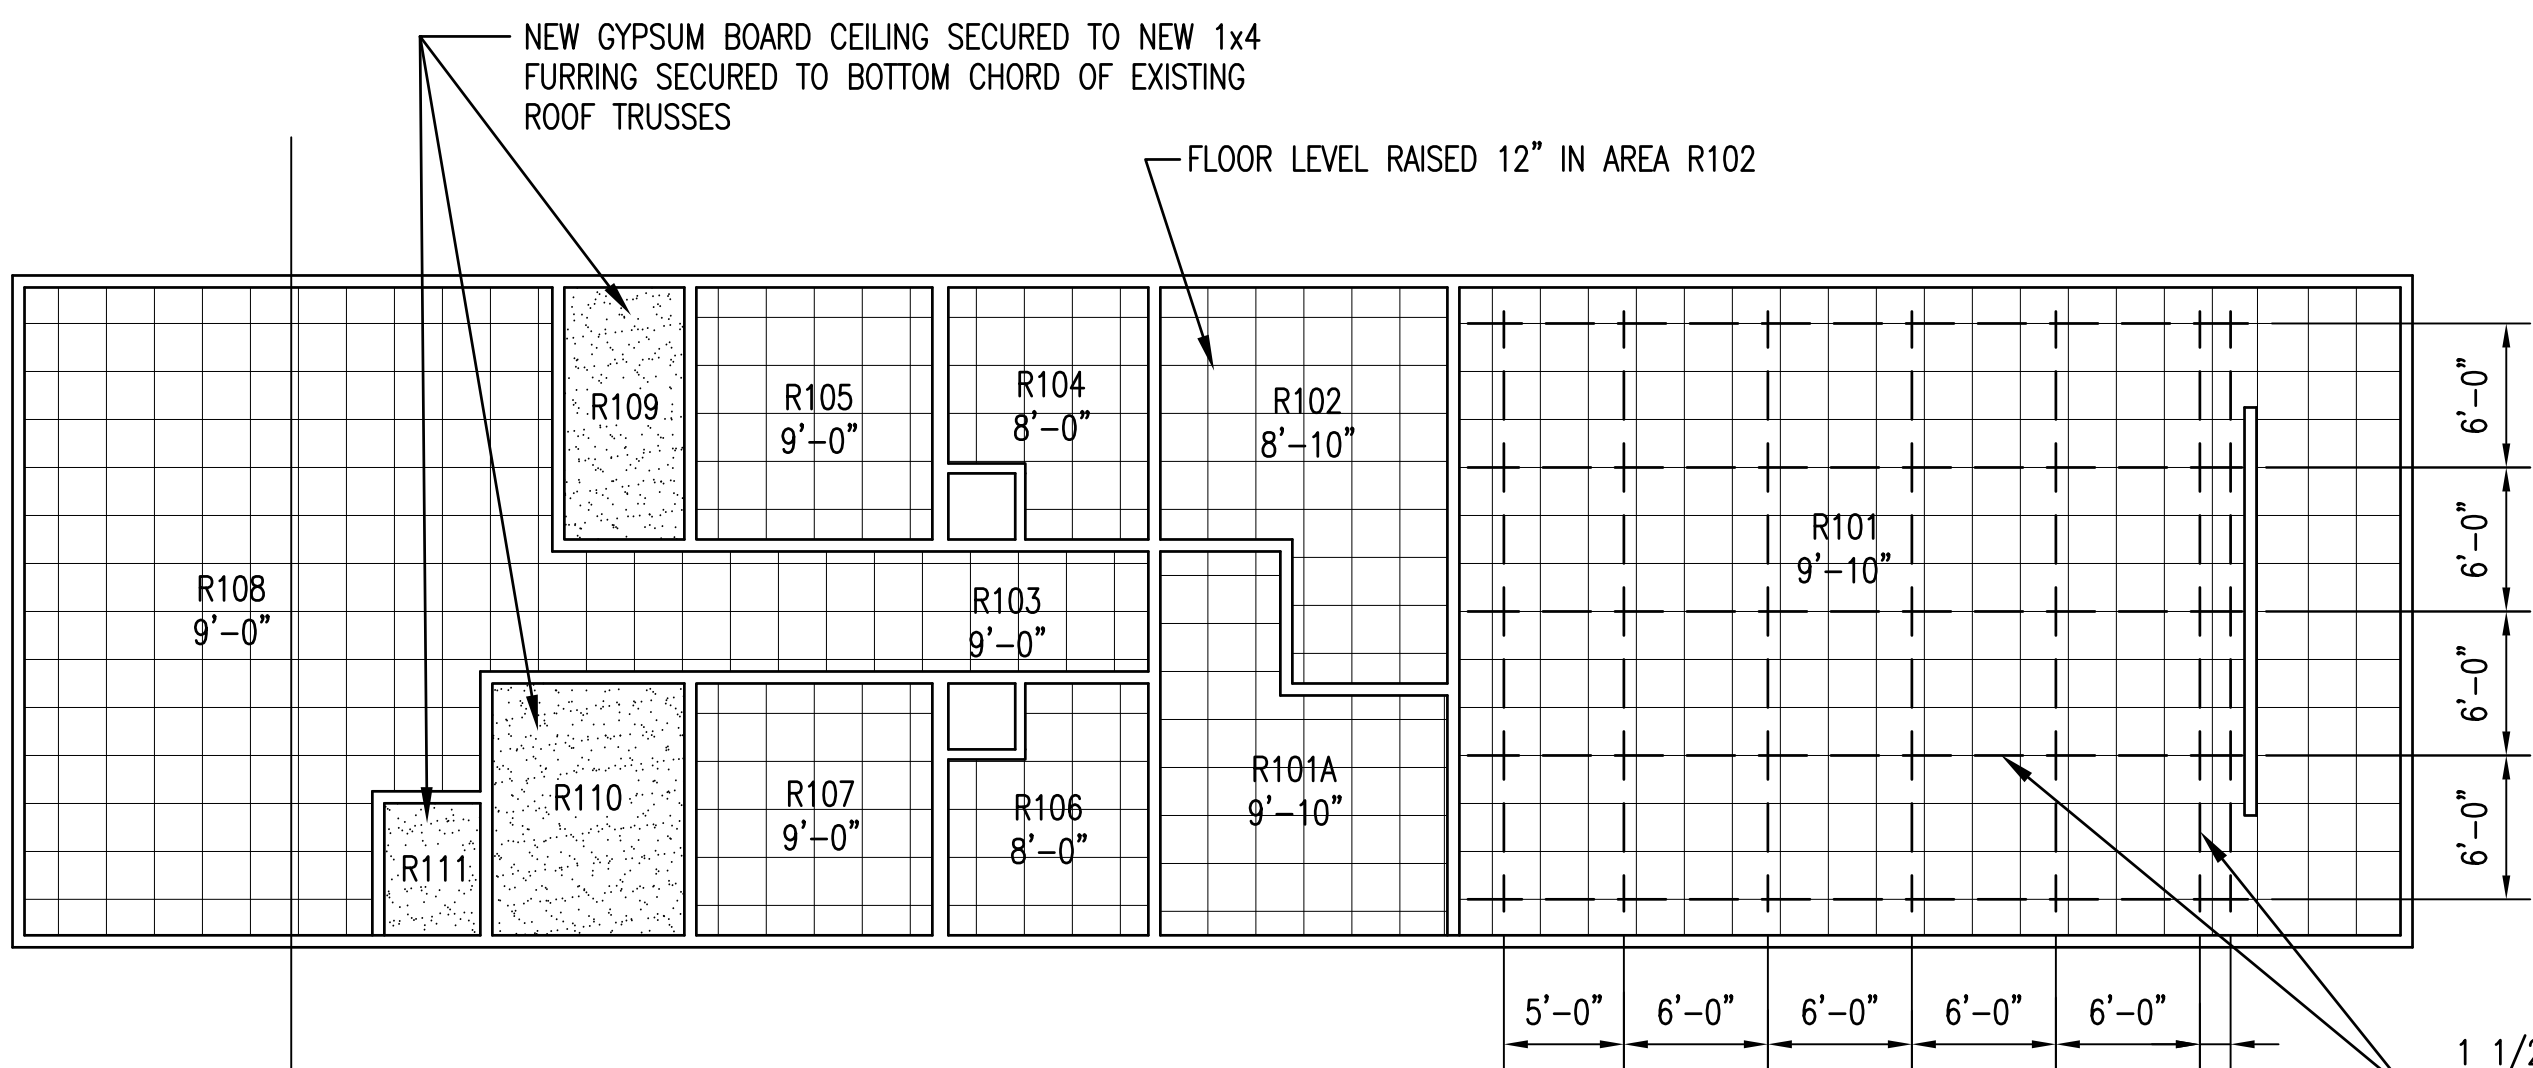 NEW GYPSUM BOARD CEILING SECURED TO NEW 1x4
FURRING SECURED TO BOTTOM CHORD OF EXISTING
ROOF TRUSSES
FLOOR LEVEL RAISED 12" IN AREA R102
R109
R105
9'-0"
R104
8'-0"
R102
8'-10"
R101
9'-10"
R108
9'-0"
R103
9'-0"
R110
R107
9'-0"
R106
8'-0"
R101A
9'-10"
R111
6'-0"
6'-0"
6'-0"
6'-0"
5'-0"
6'-0"
6'-0"
6'-0"
6'-0"
1 1/2